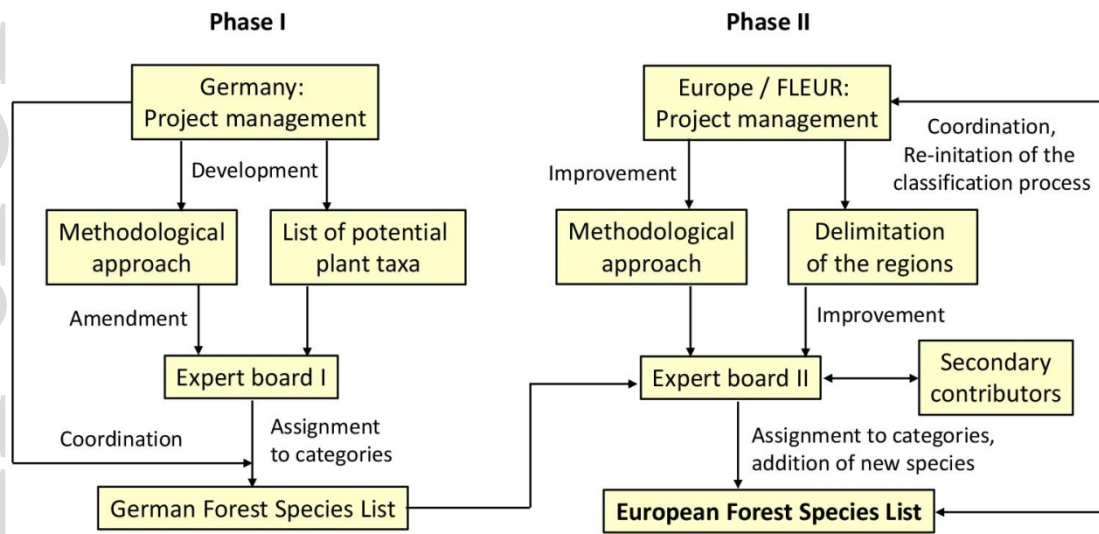 Phase I
Germany:
Project management
Development
Methodological
approach
List of potential
plant taxa
Amendment
Expert board I
Coordination
Assignment
to categories
German Forest Species List
Phase II
Europe / FLEUR:
Project management
Coordination,
Re-initation of the
classification process
Improvement
Methodological
approach
Delimitation
of the regions
Improvement
Expert board II
Secondary
contributors
Assignment to categories,
addition of new species
European Forest Species List